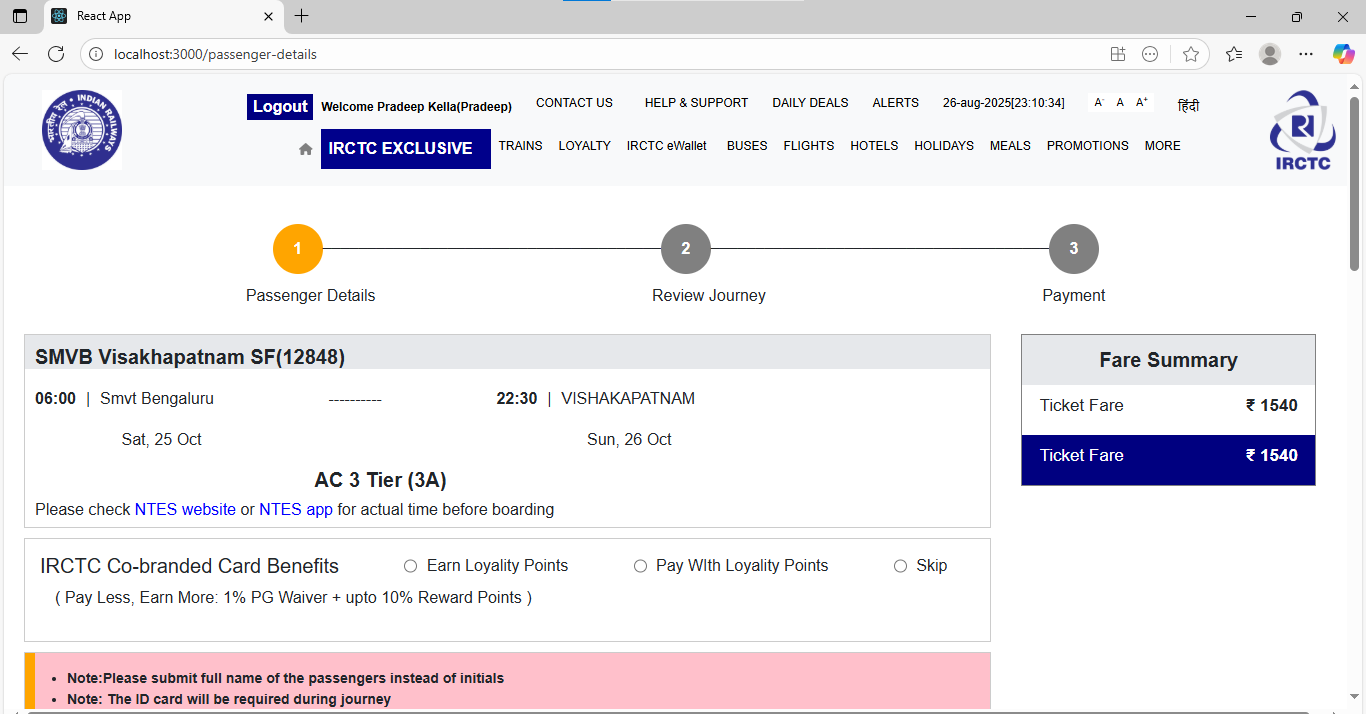 React App
localhost:3000/passenger-details
INDIAN RAILWAYS
भारतीय रेल
Logout Welcome Pradeep Kella(Pradeep) CONTACT US HELP & SUPPORT DAILY DEALS ALERTS 26-aug-2025[23:10:34] A- A A+ हिंदी
IRCTC EXCLUSIVE TRAINS LOYALTY IRCTC eWallet BUSES FLIGHTS HOTELS HOLIDAYS MEALS PROMOTIONS MORE
IRCTC
1 2 3
Passenger Details Review Journey Payment
SMVB Visakhapatnam SF(12848)
06:00 | Smvt Bengaluru ---------- 22:30 | VISHAKAPATNAM
Sat, 25 Oct Sun, 26 Oct
AC 3 Tier (3A)
Please check NTES website or NTES app for actual time before boarding
Fare Summary
Ticket Fare ₹ 1540
Ticket Fare ₹ 1540
IRCTC Co-branded Card Benefits Earn Loyality Points Pay WIth Loyality Points Skip
( Pay Less, Earn More: 1% PG Waiver + upto 10% Reward Points )
• Note:Please submit full name of the passengers instead of initials
• Note: The ID card will be required during journey